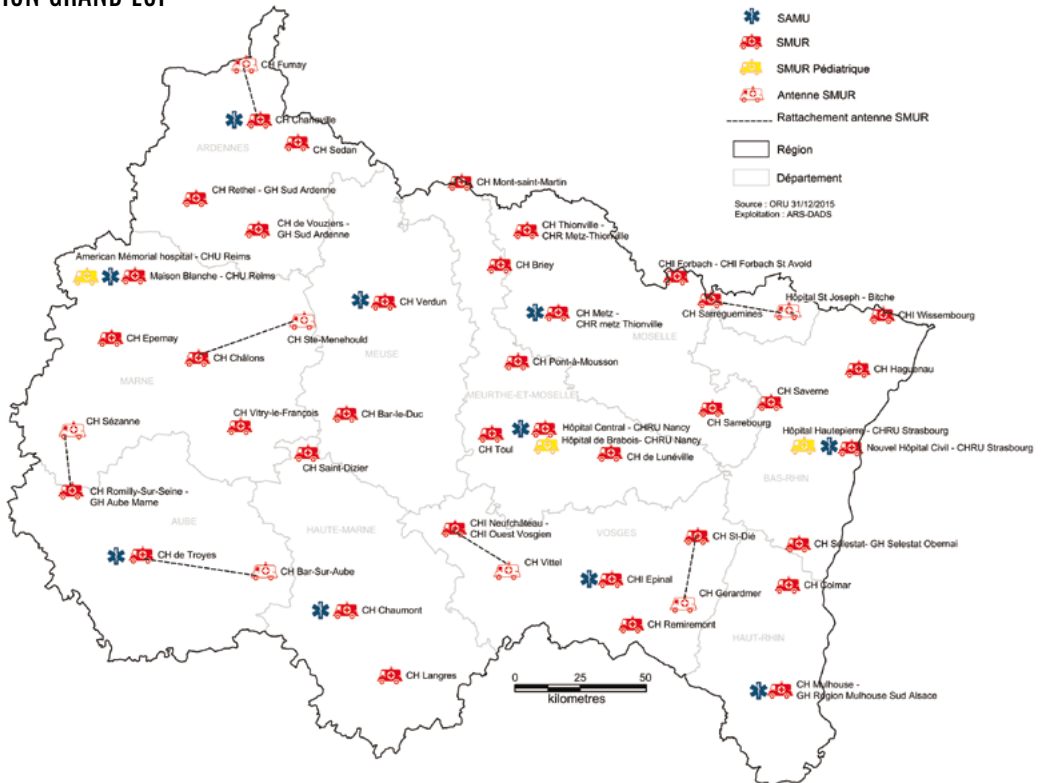 SAMU
SMUR
SMUR Pédiatrique
Antenne SMUR
Rattachement antenne SMUR
Région
Département
Source : ORU 31/12/2015
Exploitation : ARS-DADS
CH Fumay
CH Charleville
ARDENNES
CH Sedan
CH Rethel - GH Sud Ardenne
CH Mont-saint-Martin
CH de Vouziers -
GH Sud Ardenne
CH Thionville -
CHR Metz-Thionville
American Mémorial hospital - CHU Reims
Maison Blanche - CHU Reims
CH Briey
CHI Forbach - CHI Forbach St Avold
CH Verdun
Hôpital St Joseph - Bitche
CH Sarreguemines
CHI Wissembourg
CH Metz -
CHR metz Thionville
MOSELLE
CH Epernay
CH Ste-Menehould
MEUSE
CH Châlons
CH Pont-à-Mousson
CH Haguenau
MARNE
MEURTHE-ET-MOSELLE
CH Saverne
CH Sézanne
CH Vitry-le-François
CH Bar-le-Duc
CH Sarrebourg
Hôpital Central - CHRU Nancy
Hôpital de Brabois- CHRU Nancy
CH Toul
CH de Lunéville
Hôpital Hautepierre - CHRU Strasbourg
Nouvel Hôpital Civil - CHRU Strasbourg
CH Saint-Dizier
BAS-RHIN
CH Romilly-Sur-Seine -
GH Aube Marne
AUBE
HAUTE-MARNE
CHI Neufchâteau -
CHI Ouest Vosgien
VOSGES
CH St-Dié
CH Sélestat- GH Selestat Obernai
CH de Troyes
CH Bar-Sur-Aube
CH Vittel
CHI Epinal
CH Colmar
CH Gérardmer
CH Chaumont
CH Remiremont
HAUT-RHIN
CH Langres
0 25 50
kilometres
CH Mulhouse -
GH Région Mulhouse Sud Alsace